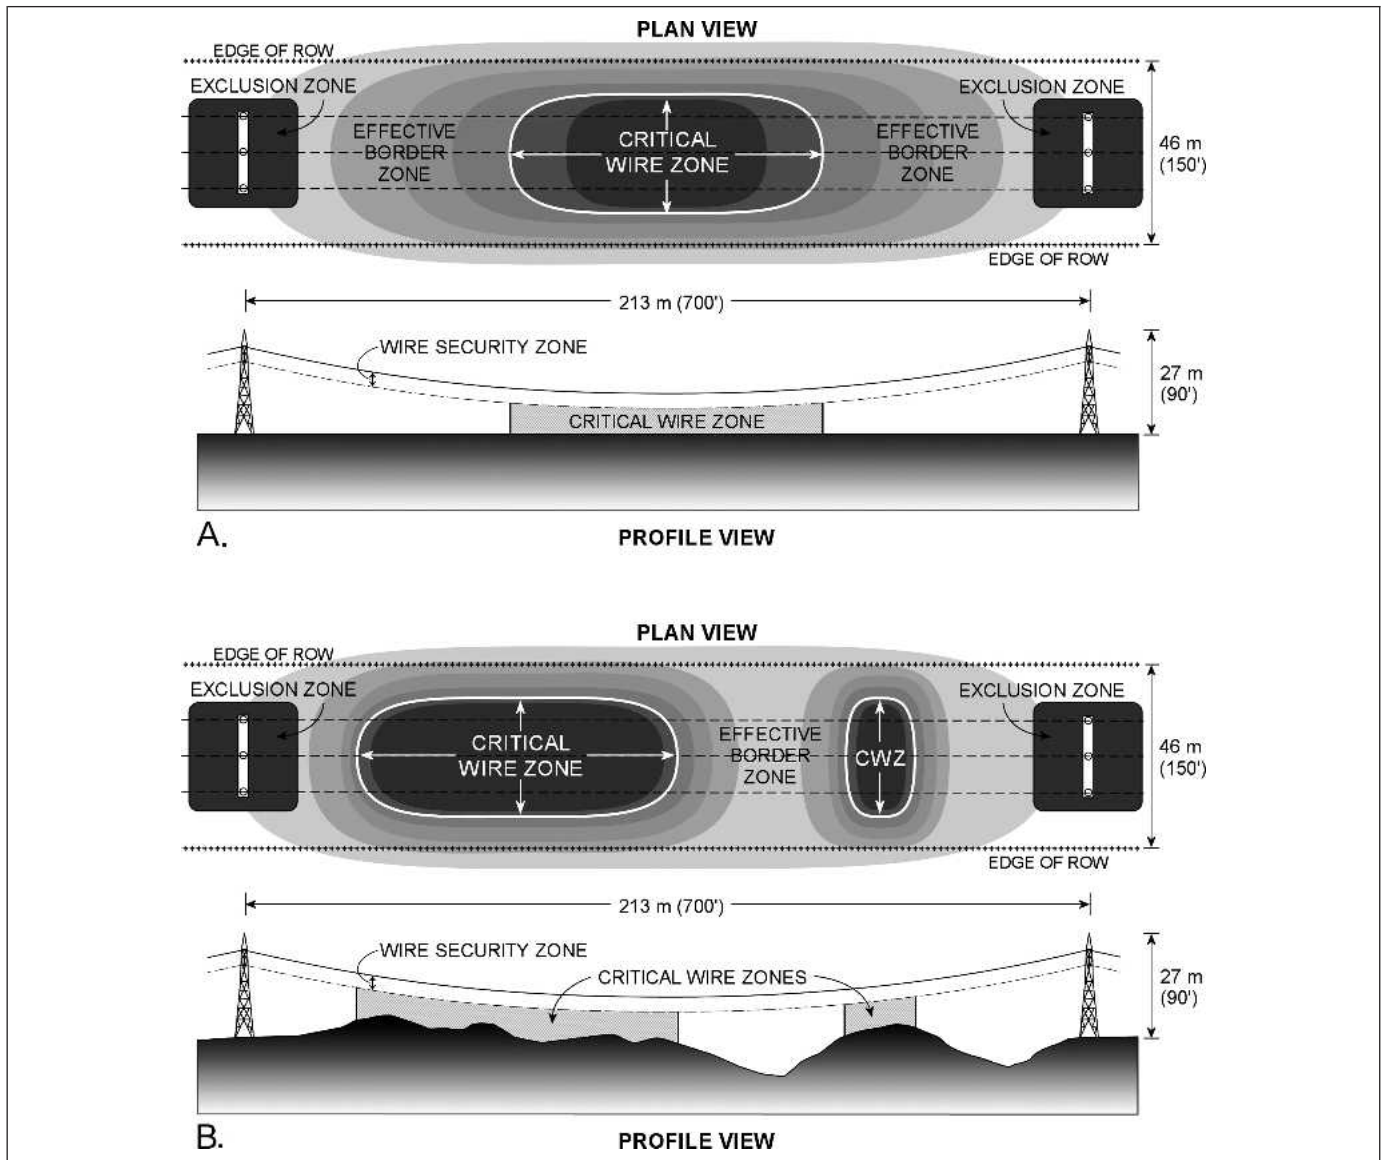 PLAN VIEW
EDGE OF ROW
EXCLUSION ZONE
EXCLUSION ZONE
EFFECTIVE
BORDER
ZONE
CRITICAL
WIRE ZONE
EFFECTIVE
BORDER
ZONE
46 m
(150')
EDGE OF ROW
213 m (700')
WIRE SECURITY ZONE
27 m
(90')
CRITICAL WIRE ZONE
A.
PROFILE VIEW
PLAN VIEW
EDGE OF ROW
EXCLUSION ZONE
EXCLUSION ZONE
CRITICAL
WIRE ZONE
EFFECTIVE
BORDER
ZONE
CWZ
46 m
(150')
EDGE OF ROW
213 m (700')
WIRE SECURITY ZONE
CRITICAL WIRE ZONES
27 m
(90')
B.
PROFILE VIEW